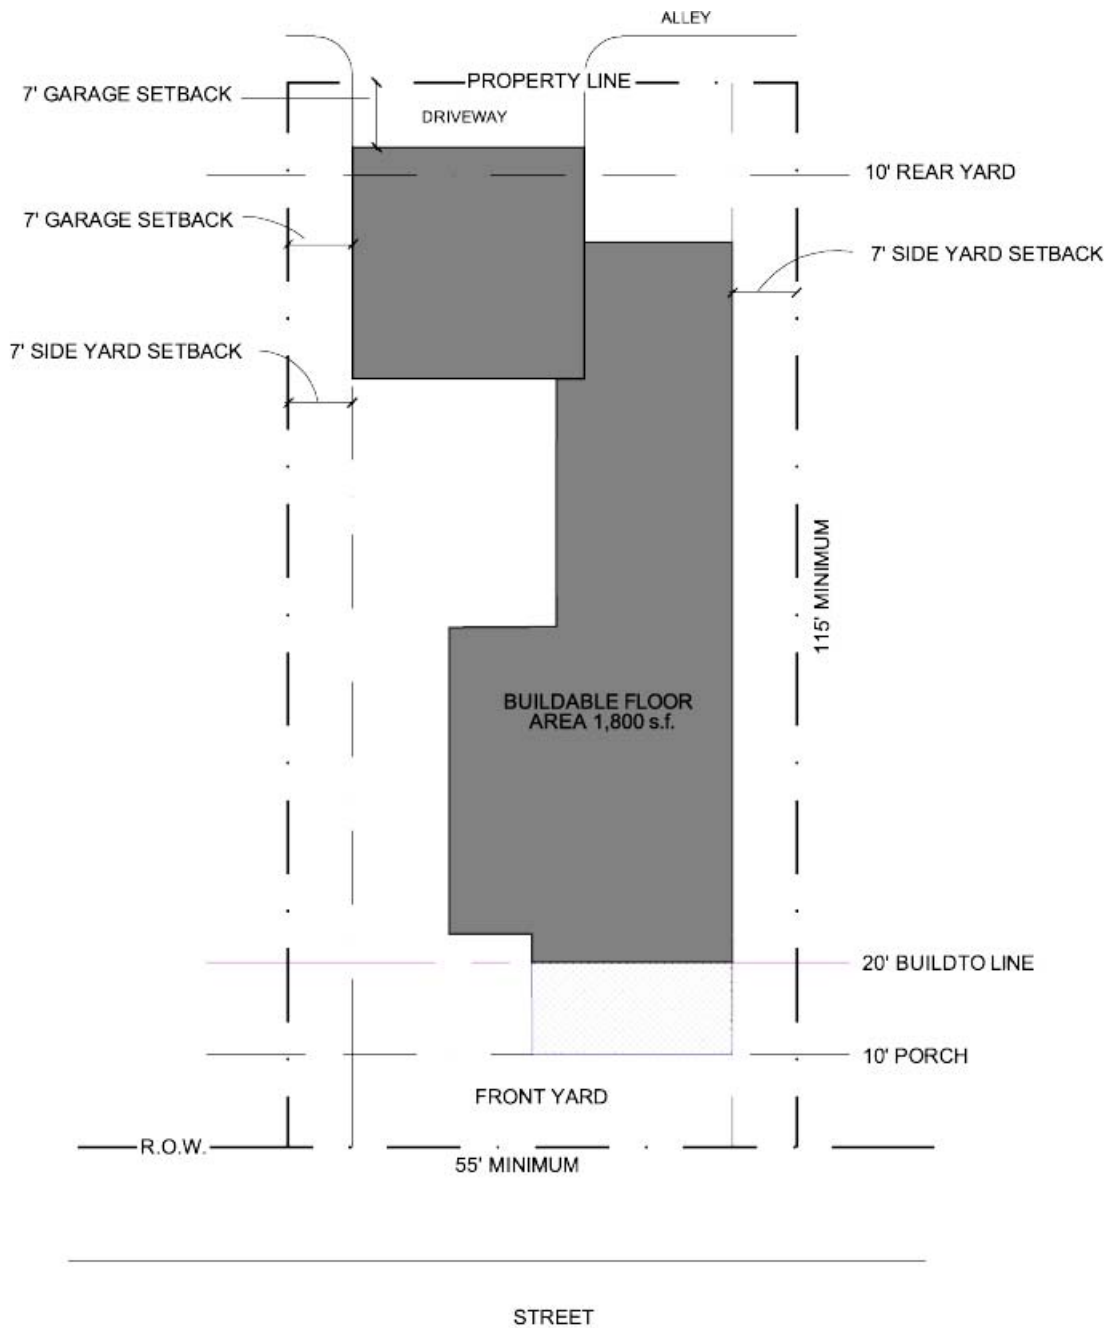 ALLEY
PROPERTY LINE
7' GARAGE SETBACK
DRIVEWAY
10' REAR YARD
7' GARAGE SETBACK
7' SIDE YARD SETBACK
7' SIDE YARD SETBACK
115' MINIMUM
BUILDABLE FLOOR
AREA 1,800 s.f.
20' BUILDTO LINE
10' PORCH
FRONT YARD
R.O.W.
55' MINIMUM
STREET